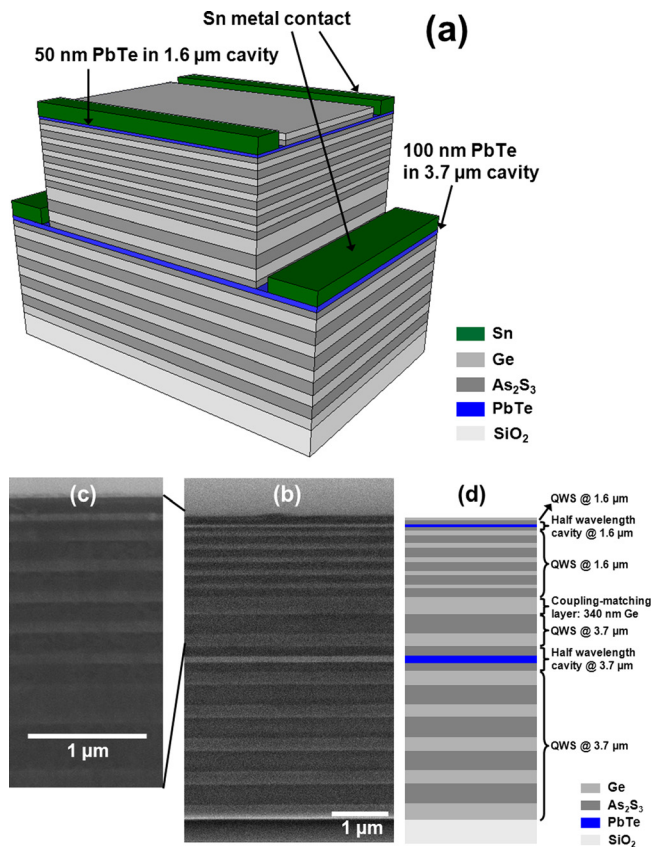 (a)
Sn metal contact
50 nm PbTe in 1.6 µm cavity
100 nm PbTe
in 3.7 µm cavity
Sn
Ge
As₂S₃
PbTe
SiO₂
(c)
(b)
(d)
QWS @ 1.6 µm
Half wavelength
cavity @ 1.6 µm
QWS @ 1.6 µm
Coupling-matching
layer: 340 nm Ge
QWS @ 3.7 µm
Half wavelength
cavity @ 3.7 µm
QWS @ 3.7 µm
1 µm
1 µm
Ge
As₂S₃
PbTe
SiO₂